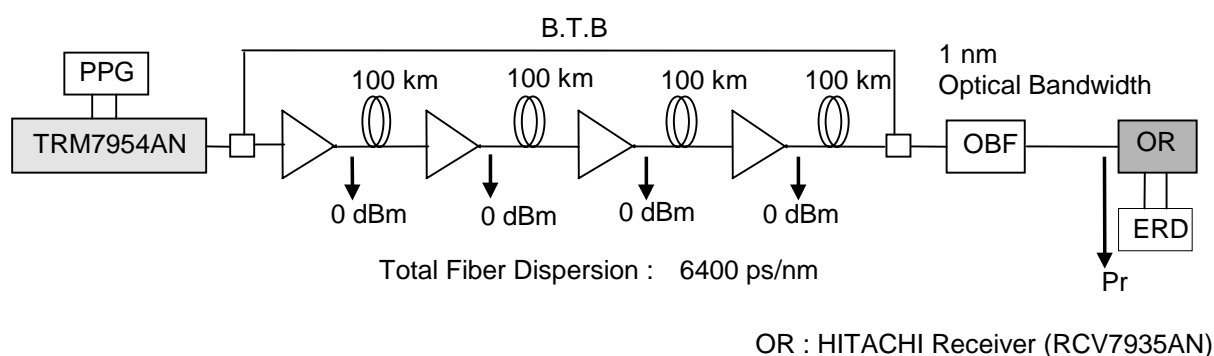 B.T.B
PPG
100 km
100 km
100 km
100 km
1 nm
Optical Bandwidth
TRM7954AN
OBF
OR
0 dBm
0 dBm
0 dBm
0 dBm
ERD
Total Fiber Dispersion : 6400 ps/nm
Pr
OR : HITACHI Receiver (RCV7935AN)